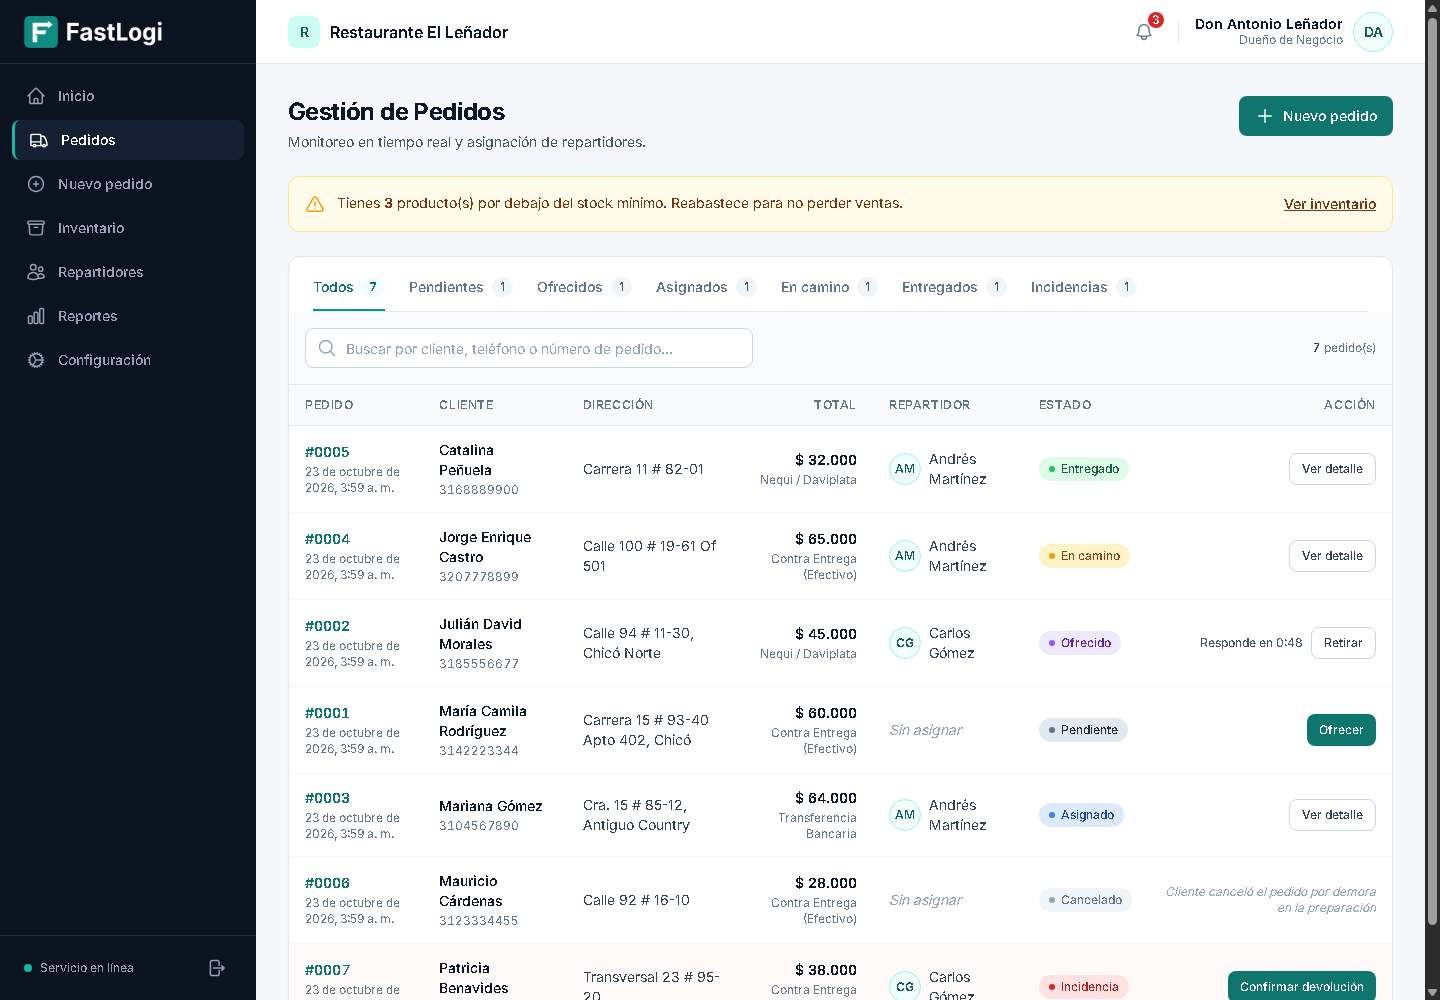 FastLogi
Inicio
Pedidos
Nuevo pedido
Inventario
Repartidores
Reportes
Configuración
Servicio en línea
R
Restaurante El Leñador
3
Don Antonio Leñador
Dueño de Negocio
DA
Gestión de Pedidos
Monitoreo en tiempo real y asignación de repartidores.
Nuevo pedido
Tienes 3 producto(s) por debajo del stock mínimo. Reabastece para no perder ventas.
Ver inventario
Todos 7 Pendientes 1 Ofrecidos 1 Asignados 1 En camino 1 Entregados 1 Incidencias 1
Buscar por cliente, teléfono o número de pedido...
7 pedido(s)
PEDIDO CLIENTE DIRECCIÓN TOTAL REPARTIDOR ESTADO ACCIÓN
#0005
23 de octubre de
2026, 3:59 a. m.
Catalina
Peñuela
3168889900
Carrera 11 # 82-01
$ 32.000
Nequi / Daviplata
AM
Andrés
Martínez
Entregado
Ver detalle
#0004
23 de octubre de
2026, 3:59 a. m.
Jorge Enrique
Castro
3207778899
Calle 100 # 19-61 Of
501
$ 65.000
Contra Entrega
(Efectivo)
AM
Andrés
Martínez
En camino
Ver detalle
#0002
23 de octubre de
2026, 3:59 a. m.
Julián David
Morales
3185556677
Calle 94 # 11-30,
Chicó Norte
$ 45.000
Nequi / Daviplata
CG
Carlos
Gómez
Ofrecido
Responde en 0:48
Retirar
#0001
23 de octubre de
2026, 3:59 a. m.
María Camila
Rodríguez
3142223344
Carrera 15 # 93-40
Apto 402, Chicó
$ 60.000
Contra Entrega
(Efectivo)
Sin asignar
Pendiente
Ofrecer
#0003
23 de octubre de
2026, 3:59 a. m.
Mariana Gómez
3104567890
Cra. 15 # 85-12,
Antiguo Country
$ 64.000
Transferencia
Bancaria
AM
Andrés
Martínez
Asignado
Ver detalle
#0006
23 de octubre de
2026, 3:59 a. m.
Mauricio
Cárdenas
3123334455
Calle 92 # 16-10
$ 28.000
Contra Entrega
(Efectivo)
Sin asignar
Cancelado
Cliente canceló el pedido por demora
en la preparación
#0007
23 de octubre de
Patricia
Benavides
Transversal 23 # 95-
20
$ 38.000
Contra Entrega
CG
Carlos
Gómez
Incidencia
Confirmar devolución